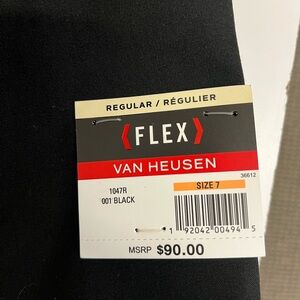 REGULAR / RÉGULIER
FLEX
VAN HEUSEN
36612
1047R
001 BLACK
SIZE 7
1 92042 00494 5
MSRP $90.00